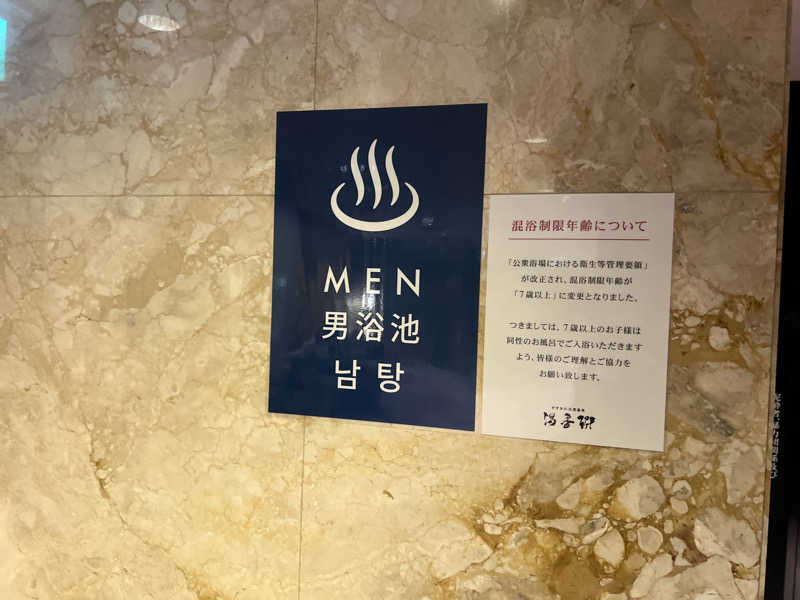 MEN
男浴池
남탕
混浴制限年齢について
「公衆浴場における衛生等管理要領」
が改正され、混浴制限年齢が
「7歳以上」に変更となりました。
つきましては、7歳以上のお子様は
同性のお風呂でご入浴いただきます
よう、皆様のご理解とご協力を
お願い致します。